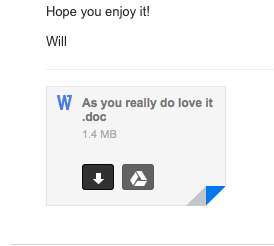 Hope you enjoy it!
Will
W
As you really do love it
.doc
1.4 MB